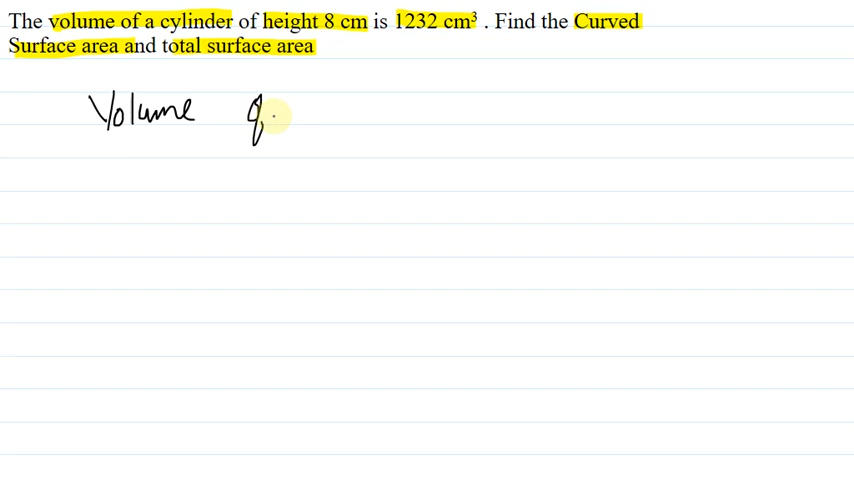 The volume of a cylinder of height 8 cm is 1232 cm³ . Find the Curved
Surface area and total surface area
Volume